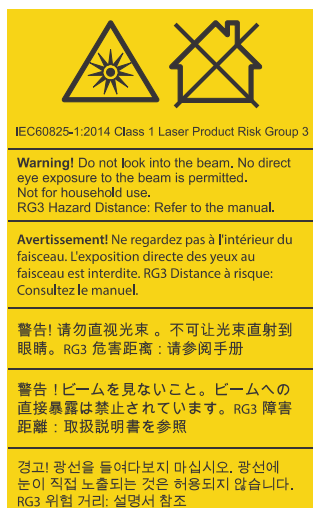 IEC60825-1:2014 Class 1 Laser Product Risk Group 3
Warning! Do not look into the beam. No direct
eye exposure to the beam is permitted.
Not for household use.
RG3 Hazard Distance: Refer to the manual.
Avertissement! Ne regardez pas à l'intérieur du
faisceau. L'exposition directe des yeux au
faisceau est interdite. RG3 Distance à risque:
Consultez le manuel.
警告! 请勿直视光束 。不可让光束直射到
眼睛。RG3 危害距离 : 请参阅手册
警告 !ビームを見ないこと。ビームへの
直接暴露は禁止されています。RG3 障害
距離 : 取扱説明書を参照
경고! 광선을 들여다보지 마십시오. 광선에
눈이 직접 노출되는 것은 허용되지 않습니다.
RG3 위험 거리: 설명서 참조